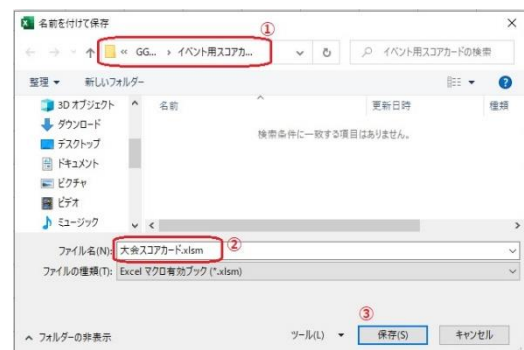 名前を付けて保存
①
« GG... › イベント用スコアカ...
イベント用スコアカードの検索
整理 新しいフォルダー
3D オブジェクト
ダウンロード
デスクトップ
ドキュメント
ピクチャ
ビデオ
ミュージック
名前 更新日時 種類
検索条件に一致する項目はありません。
ファイル名(N): 大会スコアカード.xlsm ②
ファイルの種類(T): Excel マクロ有効ブック (*.xlsm)
③
フォルダーの非表示 ツール(L) 保存(S) キャンセル